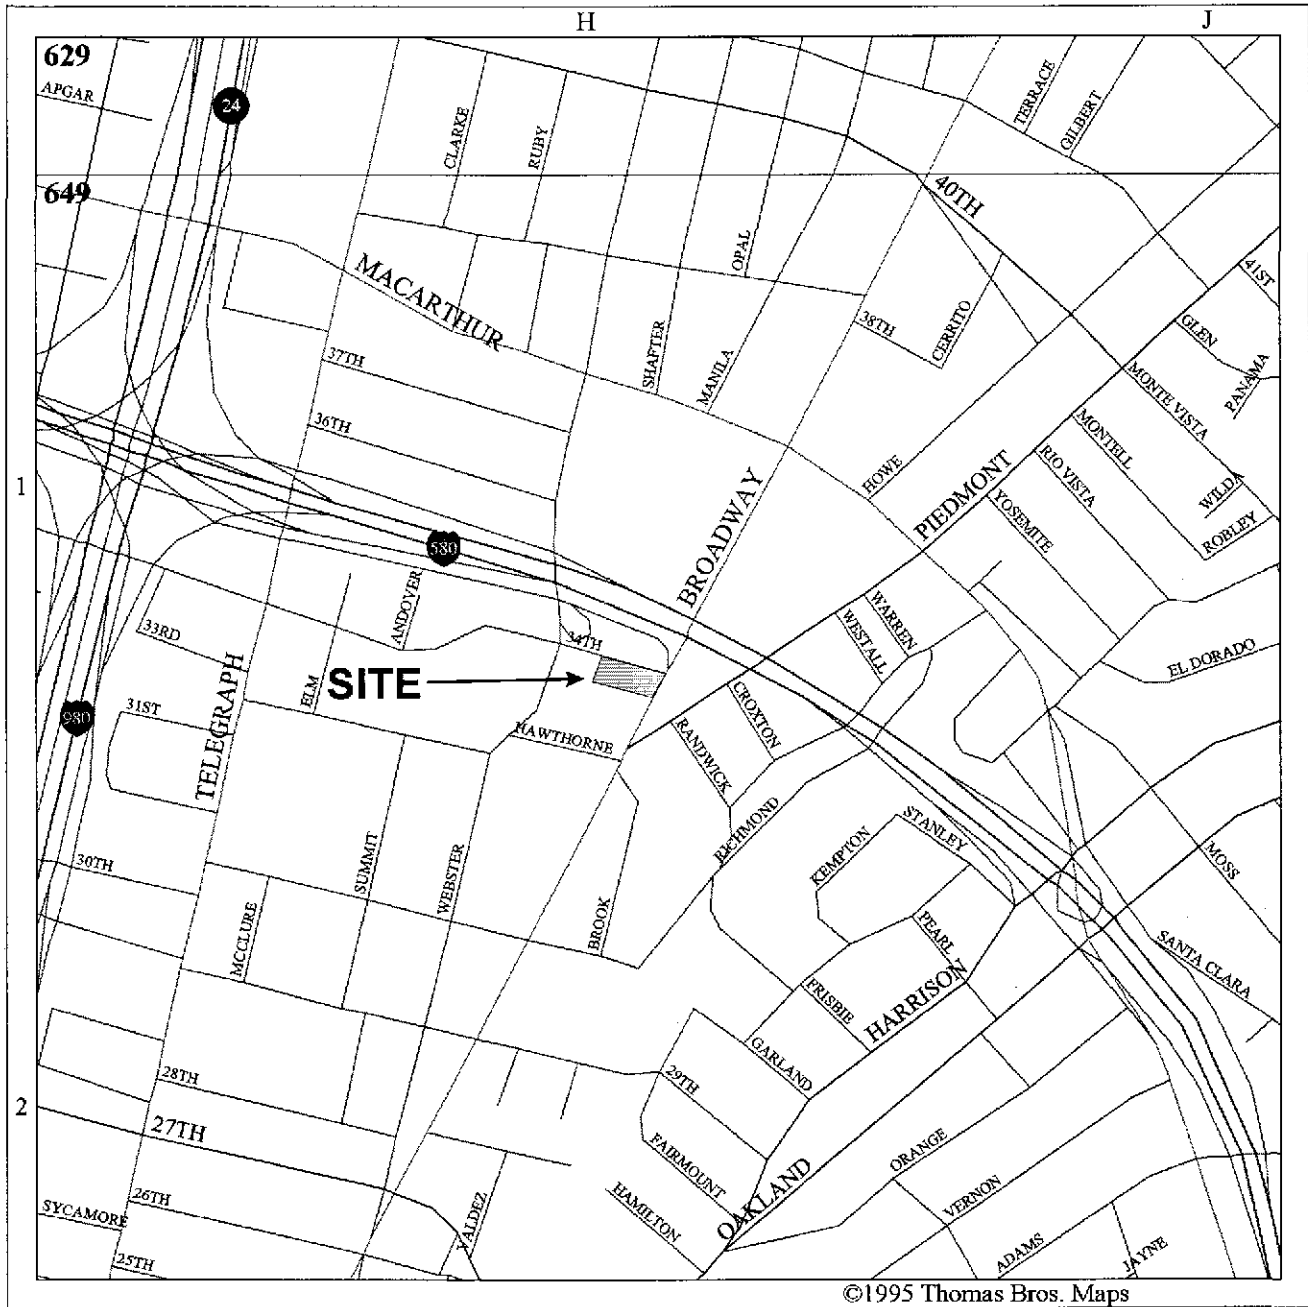 H
J
629
APGAR
24
CLARKE
RUBY
TERRACE
GILBERT
649
40TH
MACARTHUR
OPAL
41ST
38TH
CERRITO
GLEN
PANAMA
37TH
SHAFTER
MANILA
MONTE VISTA
36TH
MONTELL
HOWE
PIEDMONT
RIO VISTA
WILDA
1
BROADWAY
YOSEMITE
ROBLEY
580
ANDOVER
WARREN
WESTALL
33RD
34TH
EL DORADO
TELEGRAPH
ELM
SITE
CROXTON
31ST
980
HAWTHORNE
RANDWICK
RICHMOND
STANLEY
KEMPTON
30TH
SUMMIT
WEBSTER
MOSS
MCCLURE
BROOK
PEARL
SANTA CLARA
HARRISON
FRISBIE
GARLAND
28TH
29TH
2
27TH
FAIRMOUNT
ORANGE
26TH
HAMILTON
OAKLAND
VERNON
SYCAMORE
VALDEZ
ADAMS
JAYNE
25TH
©1995 Thomas Bros. Maps